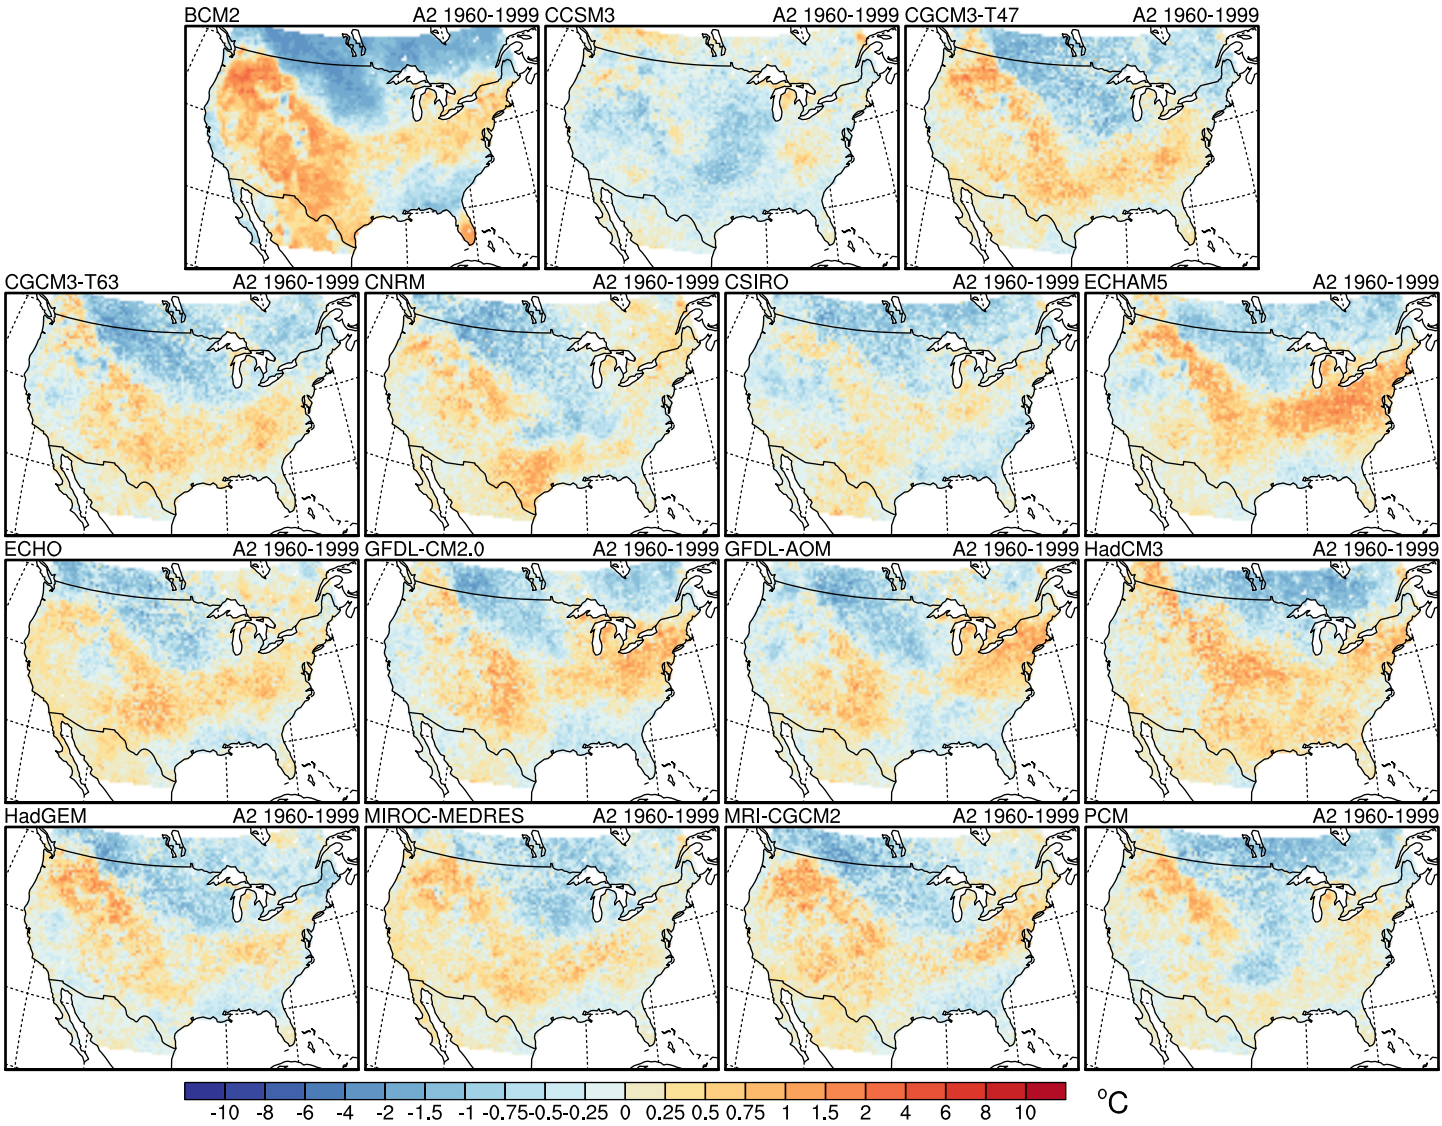 BCM2 A2 1960-1999 CCSM3 A2 1960-1999 CGCM3-T47 A2 1960-1999
CGCM3-T63 A2 1960-1999 CNRM A2 1960-1999 CSIRO A2 1960-1999 ECHAM5 A2 1960-1999
ECHO A2 1960-1999 GFDL-CM2.0 A2 1960-1999 GFDL-AOM A2 1960-1999 HadCM3 A2 1960-1999
HadGEM A2 1960-1999 MIROC-MEDRES A2 1960-1999 MRI-CGCM2 A2 1960-1999 PCM A2 1960-1999
-10 -8 -6 -4 -2 -1.5 -1 -0.75 -0.5 -0.25 0 0.25 0.5 0.75 1 1.5 2 4 6 8 10 °C